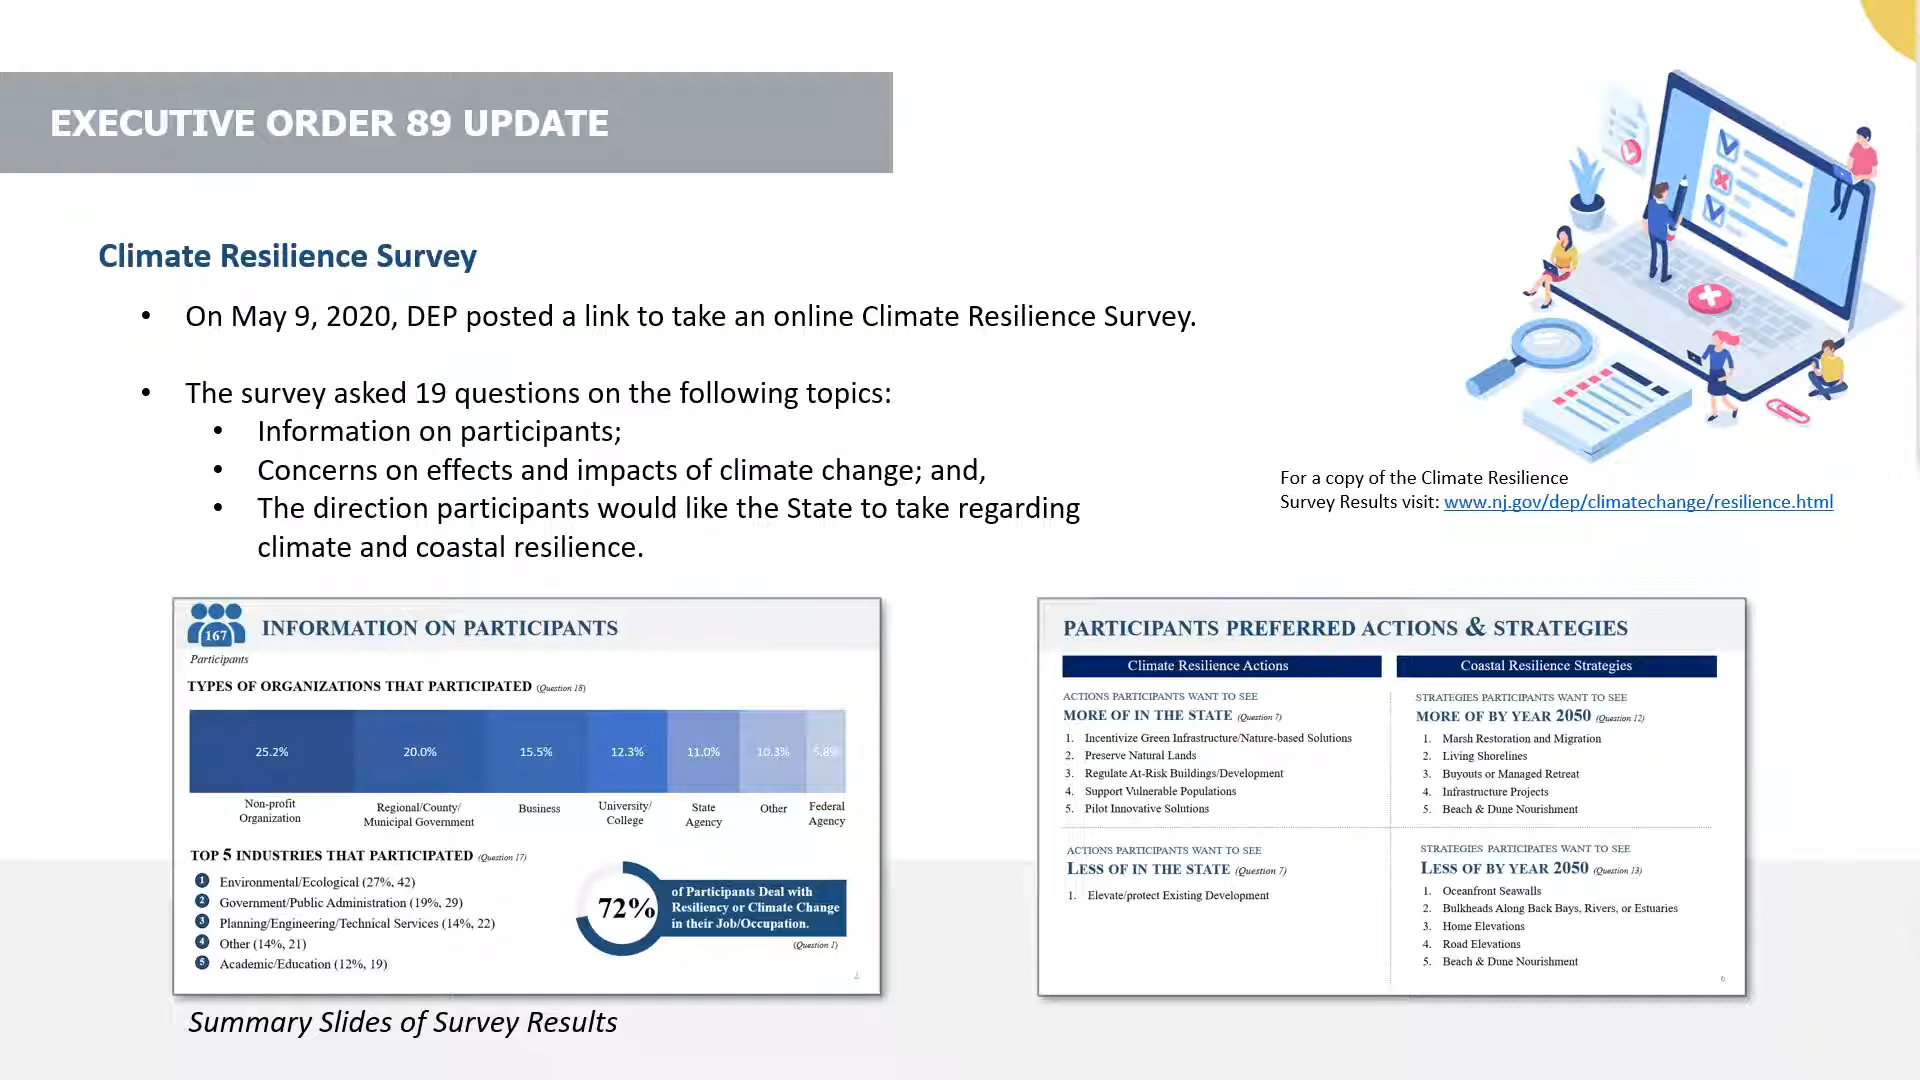 EXECUTIVE ORDER 89 UPDATE
Climate Resilience Survey
• On May 9, 2020, DEP posted a link to take an online Climate Resilience Survey.
• The survey asked 19 questions on the following topics:
• Information on participants;
• Concerns on effects and impacts of climate change; and,
• The direction participants would like the State to take regarding
climate and coastal resilience.
For a copy of the Climate Resilience
Survey Results visit: www.nj.gov/dep/climatechange/resilience.html
167
INFORMATION ON PARTICIPANTS
Participants
TYPES OF ORGANIZATIONS THAT PARTICIPATED (Question 18)
25.2% 20.0% 15.5% 12.3% 11.0% 10.3% 5.8%
Non-profit
Organization
Regional/County/
Municipal Government
Business
University/
College
State
Agency
Other
Federal
Agency
TOP 5 INDUSTRIES THAT PARTICIPATED (Question 17)
1 Environmental/Ecological (27%, 42)
2 Government/Public Administration (19%, 29)
3 Planning/Engineering/Technical Services (14%, 22)
4 Other (14%, 21)
5 Academic/Education (12%, 19)
72%
of Participants Deal with
Resiliency or Climate Change
in their Job/Occupation.
(Question 1)
PARTICIPANTS PREFERRED ACTIONS & STRATEGIES
Climate Resilience Actions
ACTIONS PARTICIPANTS WANT TO SEE
MORE OF IN THE STATE (Question 7)
1. Incentivize Green Infrastructure/Nature-based Solutions
2. Preserve Natural Lands
3. Regulate At-Risk Buildings/Development
4. Support Vulnerable Populations
5. Pilot Innovative Solutions
ACTIONS PARTICIPANTS WANT TO SEE
LESS OF IN THE STATE (Question 7)
1. Elevate/protect Existing Development
Coastal Resilience Strategies
STRATEGIES PARTICIPANTS WANT TO SEE
MORE OF BY YEAR 2050 (Question 12)
1. Marsh Restoration and Migration
2. Living Shorelines
3. Buyouts or Managed Retreat
4. Infrastructure Projects
5. Beach & Dune Nourishment
STRATEGIES PARTICIPATES WANT TO SEE
LESS OF BY YEAR 2050 (Question 13)
1. Oceanfront Seawalls
2. Bulkheads Along Back Bays, Rivers, or Estuaries
3. Home Elevations
4. Road Elevations
5. Beach & Dune Nourishment
6
Summary Slides of Survey Results